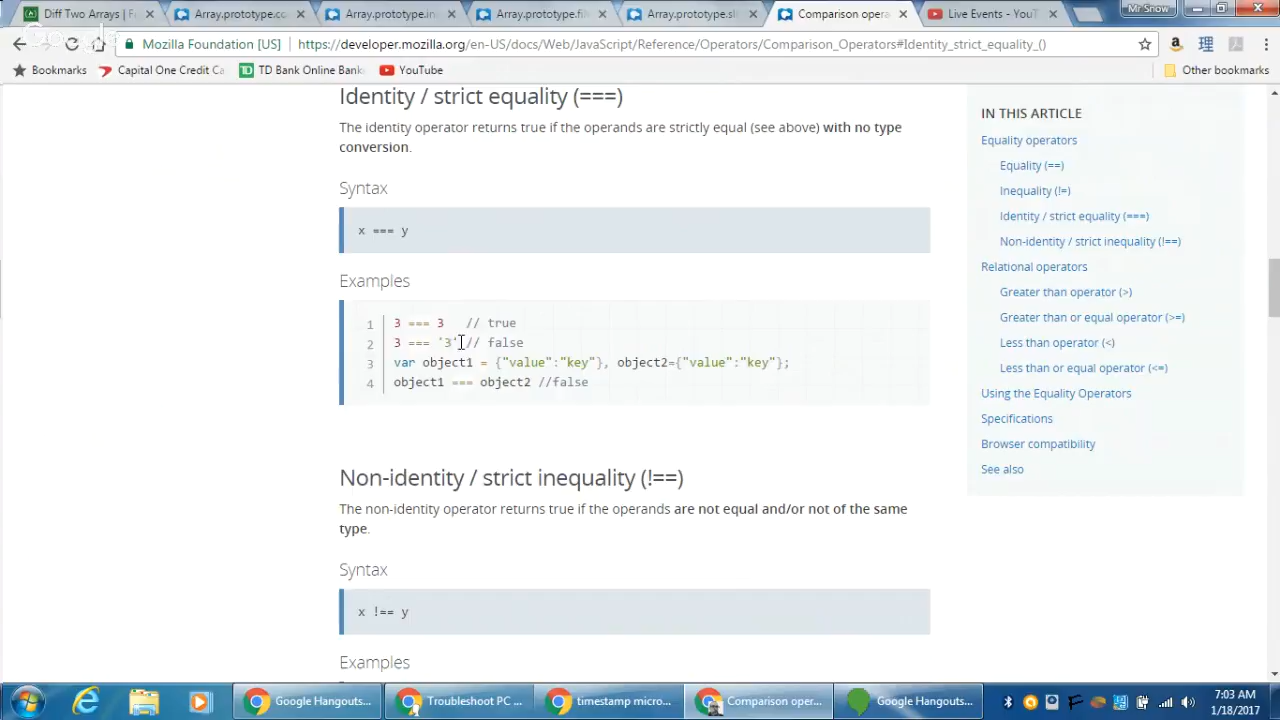 Diff Two Arrays | F
Array.prototype.co
Array.prototype.in
Array.prototype.fil
Array.prototype.
Comparison opera
Live Events - YouT
Mr Snow
Mozilla Foundation [US]
https://developer.mozilla.org/en-US/docs/Web/JavaScript/Reference/Operators/Comparison_Operators#Identity_strict_equality_()
Bookmarks
Capital One Credit Ca
TD Bank Online Bank
YouTube
Other bookmarks
Identity / strict equality (===)
The identity operator returns true if the operands are strictly equal (see above) with no type
conversion.
Syntax
x === y
Examples
1 3 === 3 // true
2 3 === '3' // false
3 var object1 = {"value":"key"}, object2={"value":"key"};
4 object1 === object2 //false
Non-identity / strict inequality (!==)
The non-identity operator returns true if the operands are not equal and/or not of the same
type.
Syntax
x !== y
Examples
IN THIS ARTICLE
Equality operators
Equality (==)
Inequality (!=)
Identity / strict equality (===)
Non-identity / strict inequality (!==)
Relational operators
Greater than operator (>)
Greater than or equal operator (>=)
Less than operator (<)
Less than or equal operator (<=)
Using the Equality Operators
Specifications
Browser compatibility
See also
Google Hangouts...
Troubleshoot PC ...
timestamp micro...
Comparison oper...
Google Hangouts...
7:03 AM
1/18/2017